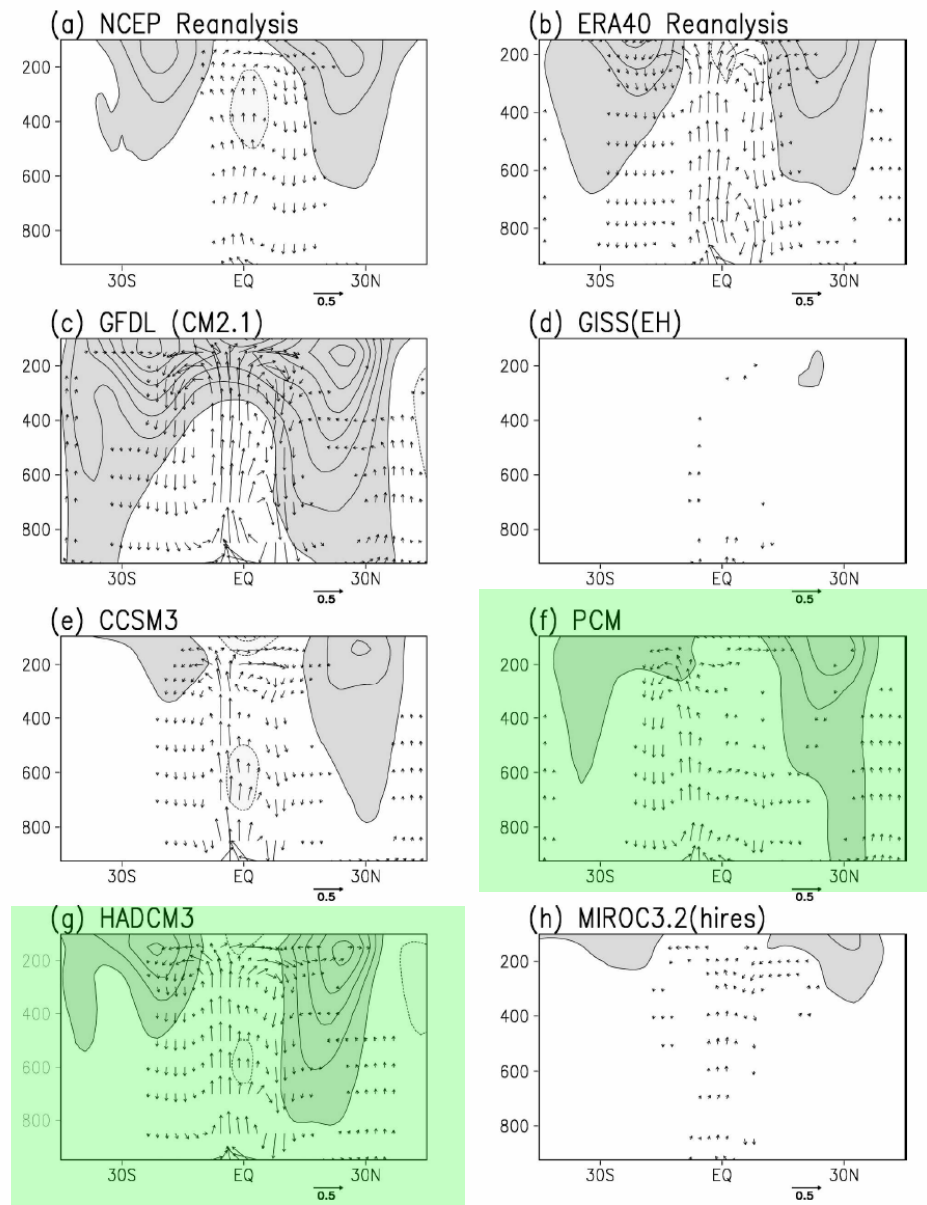 (a) NCEP Reanalysis
200
400
600
800
30S EQ 30N
0.5
(b) ERA40 Reanalysis
200
400
600
800
30S EQ 30N
0.5
(c) GFDL (CM2.1)
200
400
600
800
30S EQ 30N
0.5
(d) GISS(EH)
200
400
600
800
30S EQ 30N
0.5
(e) CCSM3
200
400
600
800
30S EQ 30N
0.5
(f) PCM
200
400
600
800
30S EQ 30N
0.5
(g) HADCM3
200
400
600
800
30S EQ 30N
0.5
(h) MIROC3.2(hires)
200
400
600
800
30S EQ 30N
0.5